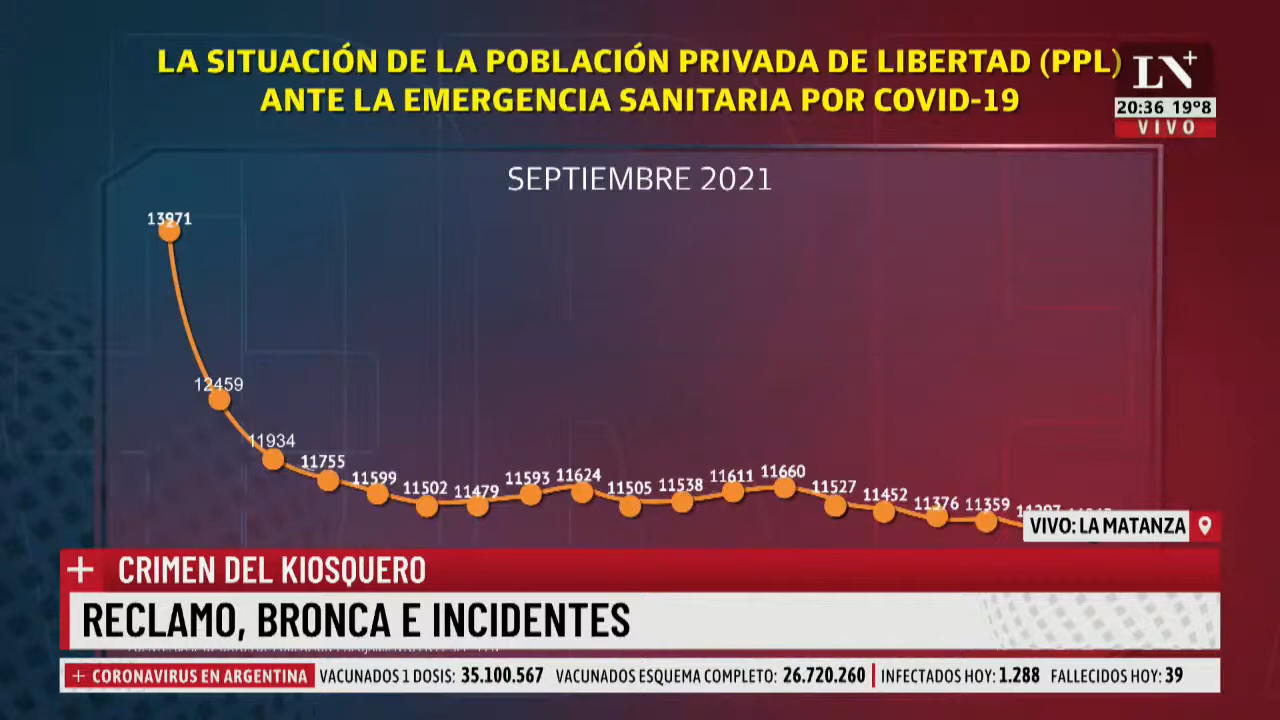 LA SITUACIÓN DE LA POBLACIÓN PRIVADA DE LIBERTAD (PPL)
ANTE LA EMERGENCIA SANITARIA POR COVID-19
LN+
20:36 19°8
VIVO
SEPTIEMBRE 2021
13971
12459
11934
11755
11599
11502
11479
11593
11624
11505
11538
11611
11660
11527
11452
11376
11359
VIVO: LA MATANZA
CRIMEN DEL KIOSQUERO
RECLAMO, BRONCA E INCIDENTES
+ CORONAVIRUS EN ARGENTINA VACUNADOS 1 DOSIS: 35.100.567 VACUNADOS ESQUEMA COMPLETO: 26.720.260 INFECTADOS HOY: 1.288 FALLECIDOS HOY: 39